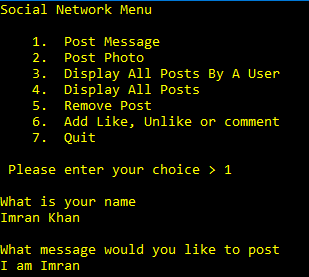 Social Network Menu
1. Post Message
2. Post Photo
3. Display All Posts By A User
4. Display All Posts
5. Remove Post
6. Add Like, Unlike or comment
7. Quit
Please enter your choice > 1
What is your name
Imran Khan
What message would you like to post
I am Imran